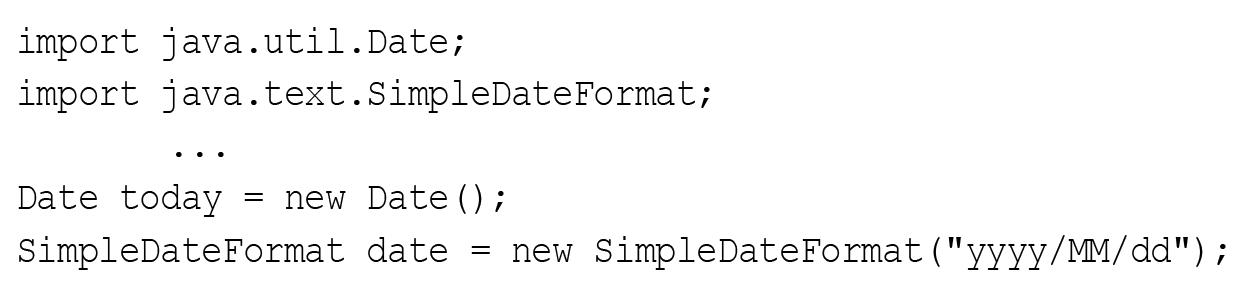 import java.util.Date;
import java.text.SimpleDateFormat;
...
Date today = new Date();
SimpleDateFormat date = new SimpleDateFormat("yyyy/MM/dd");